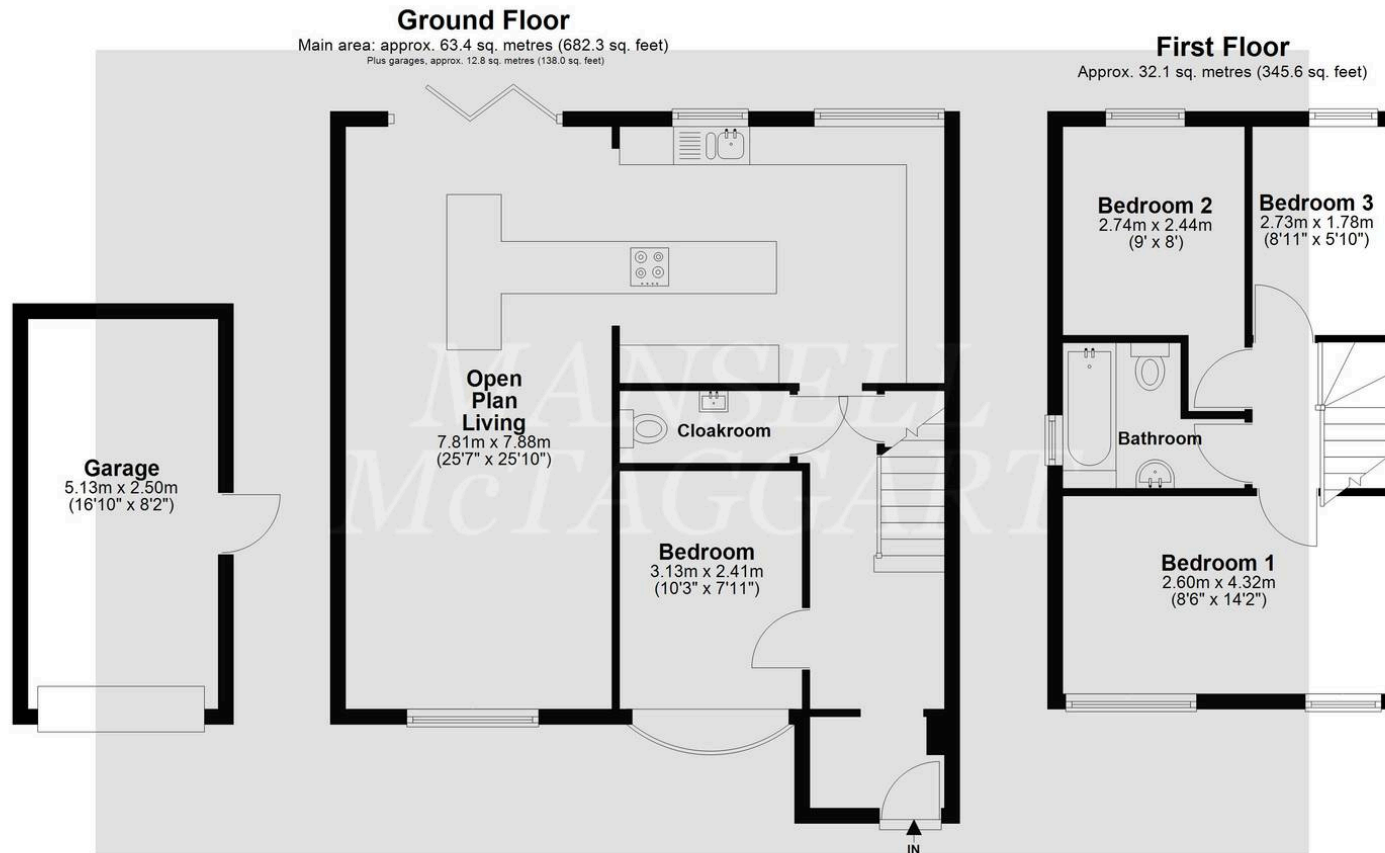 Ground Floor
Main area: approx. 63.4 sq. metres (682.3 sq. feet)
Plus garages, approx. 12.8 sq. metres (138.0 sq. feet)
First Floor
Approx. 32.1 sq. metres (345.6 sq. feet)
Bedroom 2
2.74m x 2.44m
(9' x 8')
Bedroom 3
2.73m x 1.78m
(8'11" x 5'10")
Open
Plan
Living
7.81m x 7.88m
(25'7" x 25'10")
Cloakroom
Bathroom
Garage
5.13m x 2.50m
(16'10" x 8'2")
Bedroom
3.13m x 2.41m
(10'3" x 7'11")
Bedroom 1
2.60m x 4.32m
(8'6" x 14'2")
IN
MANSELL
McTAGGART